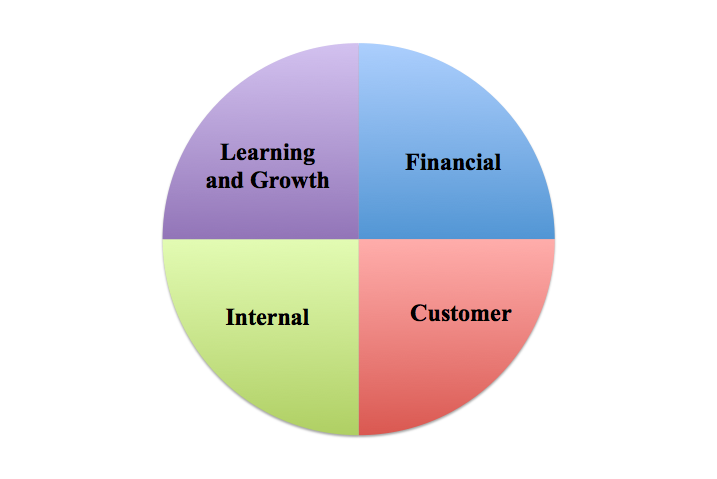 Learning
and Growth
Financial
Internal
Customer